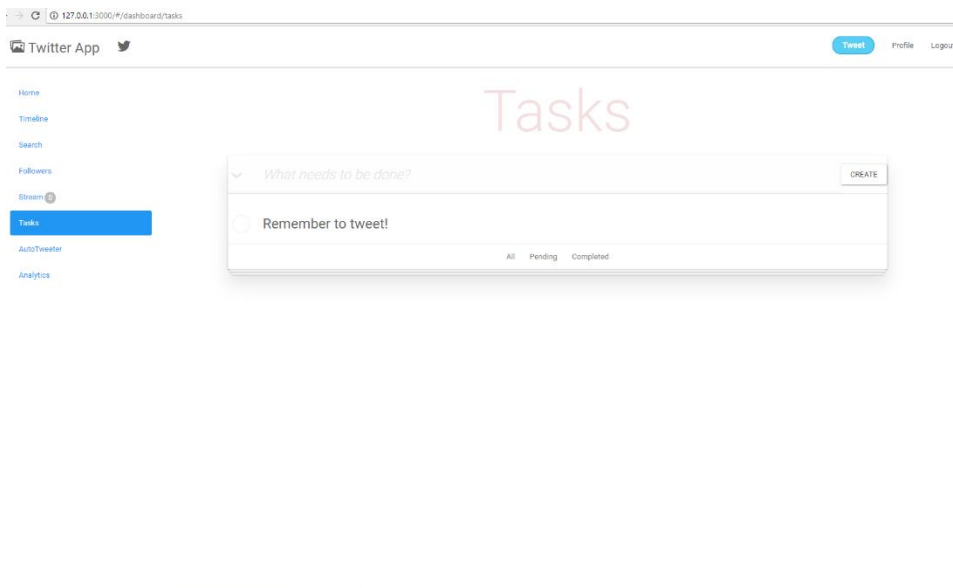 127.0.0.1:3000/#/dashboard/tasks
Twitter App
Tweet Profile Logout
Home
Timeline
Search
Followers
Stream 0
Tasks
AutoTweeter
Analytics
Tasks
What needs to be done? CREATE
Remember to tweet!
All Pending Completed